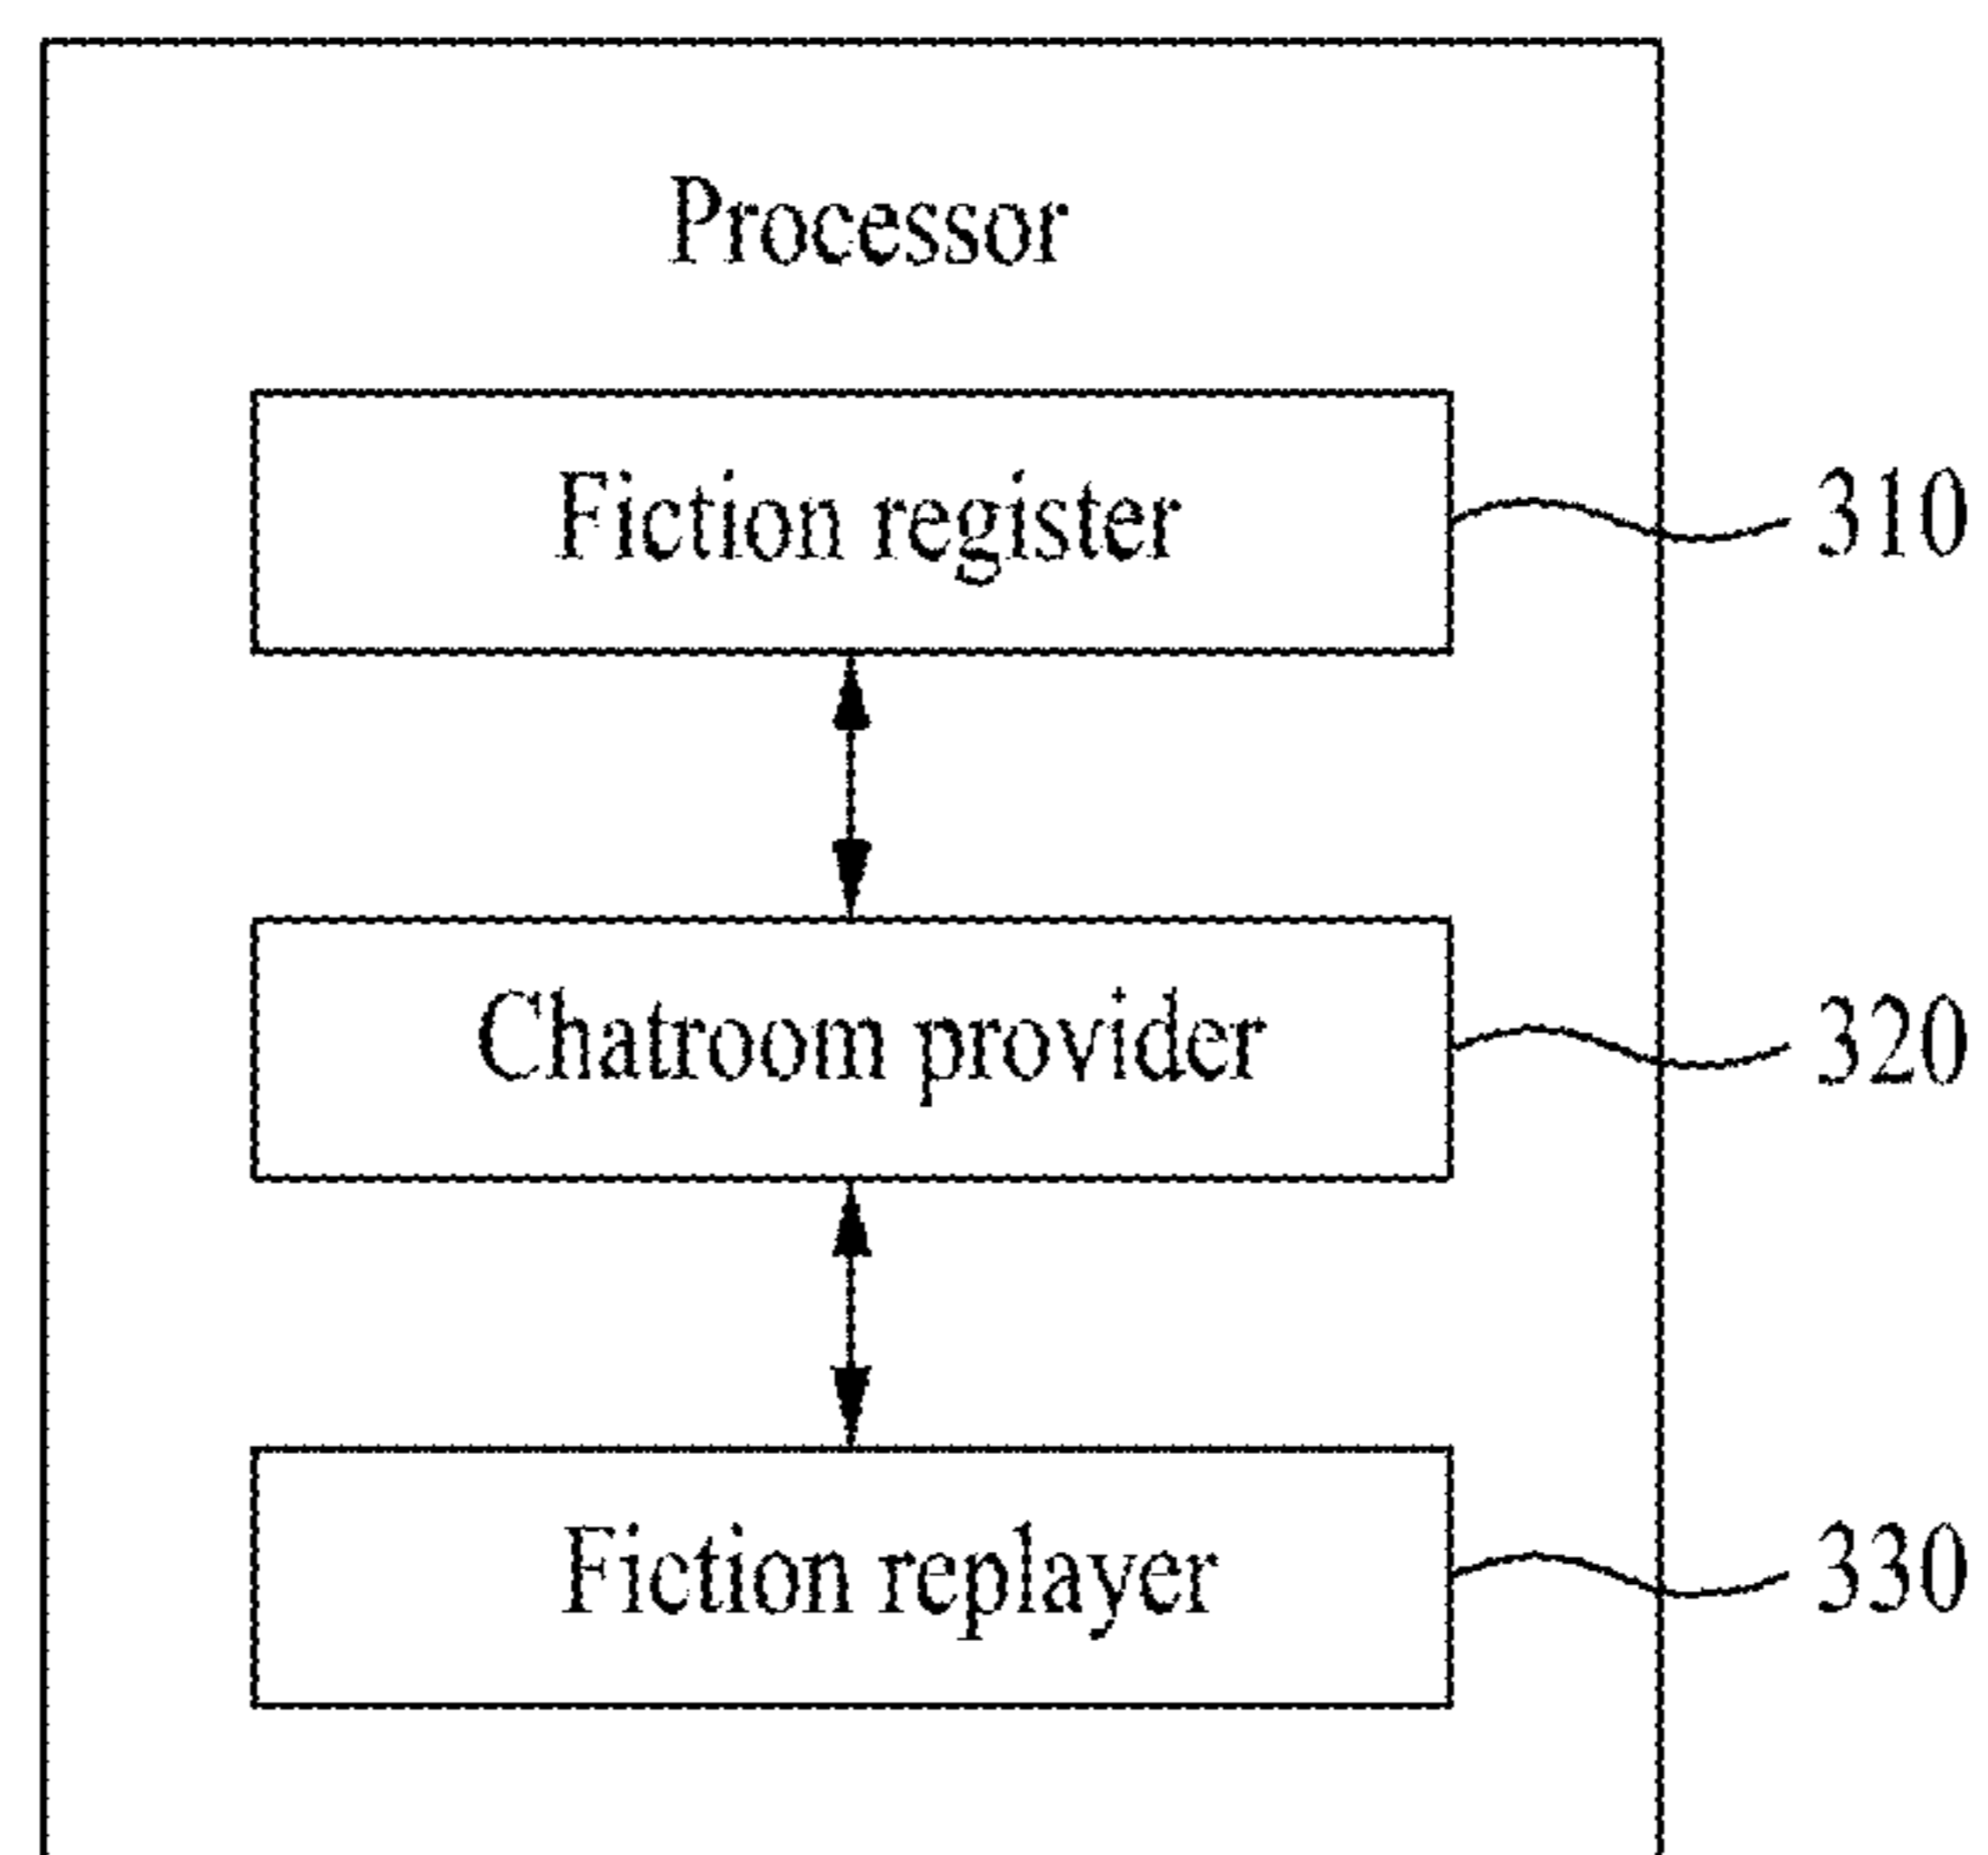 Processor
Fiction register
310
Chatroom provider
320
Fiction replayer
330